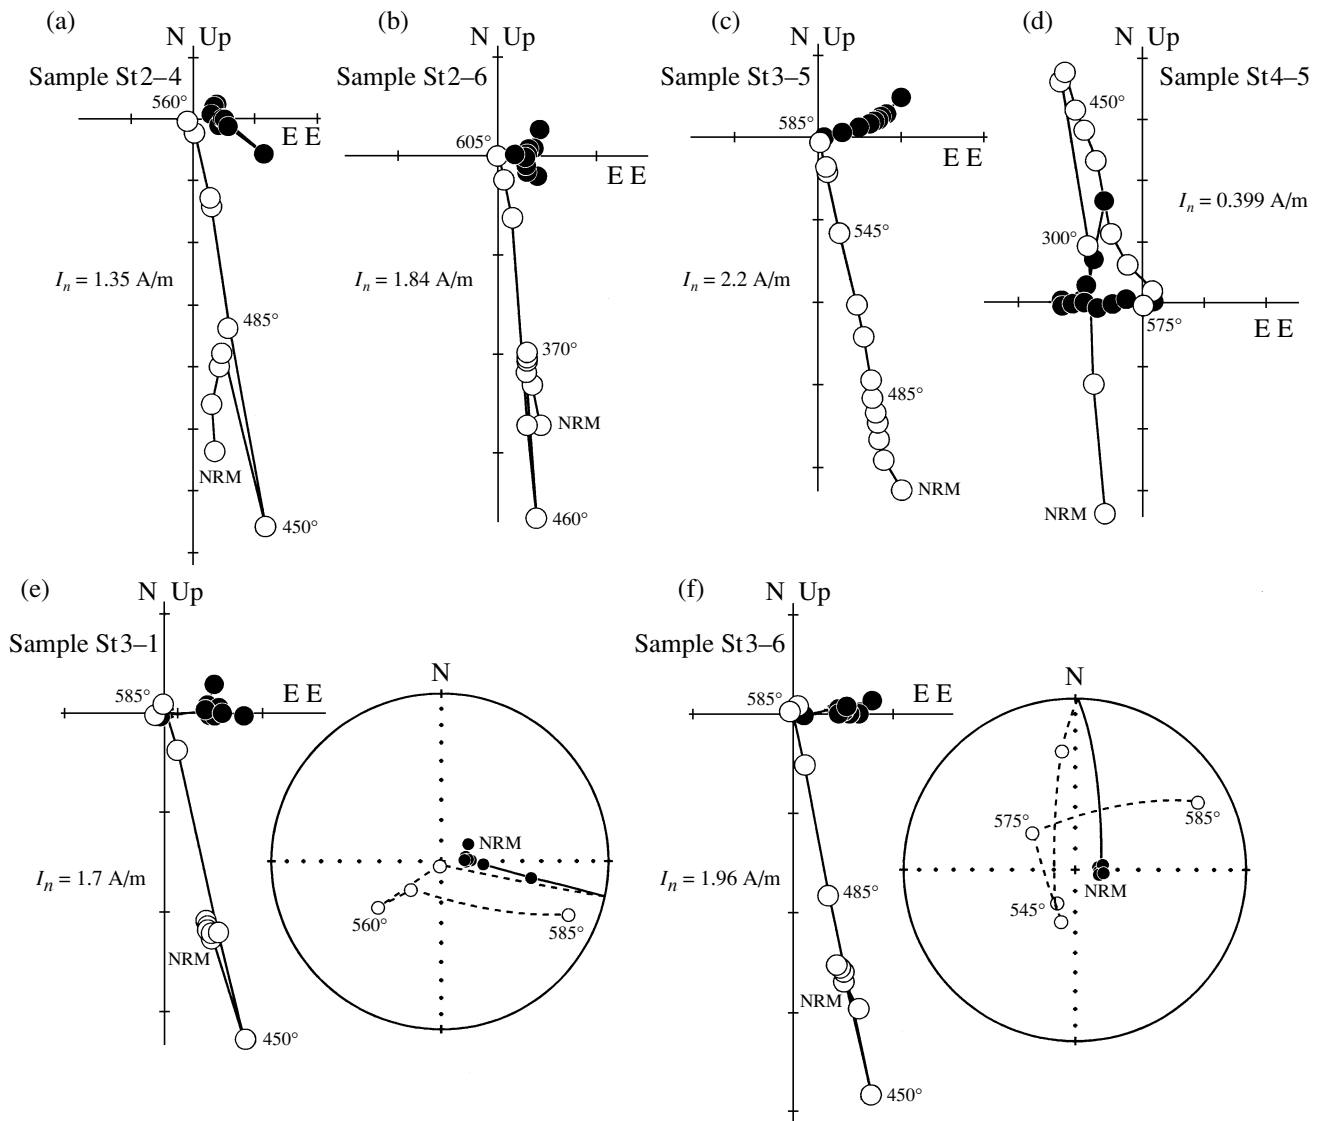 (a)
N Up
Sample St2–4
560°
E E
I_n = 1.35 A/m
485°
NRM
450°
(b)
N Up
Sample St2–6
605°
E E
I_n = 1.84 A/m
370°
NRM
460°
(c)
N Up
Sample St3–5
585°
E E
545°
I_n = 2.2 A/m
485°
NRM
(d)
N Up
Sample St4–5
450°
I_n = 0.399 A/m
300°
575°
E E
NRM
(e)
N Up
Sample St3–1
585°
E E
I_n = 1.7 A/m
NRM
450°
N
NRM
560°
585°
(f)
N Up
Sample St3–6
585°
E E
I_n = 1.96 A/m
485°
NRM
450°
N
575°
585°
NRM
545°